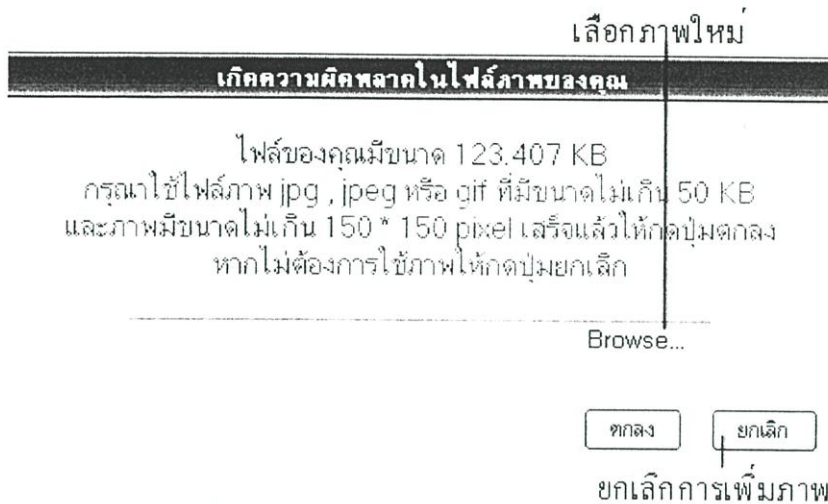 เลือกภาพใหม่
เกิดความผิดพลาดในไฟล์ภาพของคุณ
ไฟล์ของคุณมีขนาด 123.407 KB
กรุณาใช้ไฟล์ภาพ jpg , jpeg หรือ gif ที่มีขนาดไม่เกิน 50 KB
และภาพมีขนาดไม่เกิน 150 * 150 pixel เสร็จแล้วให้กดปุ่มตกลง
หากไม่ต้องการใช้ภาพให้กดปุ่มยกเลิก
Browse...
ตกลง ยกเลิก
ยกเลิกการเพิ่มภาพ